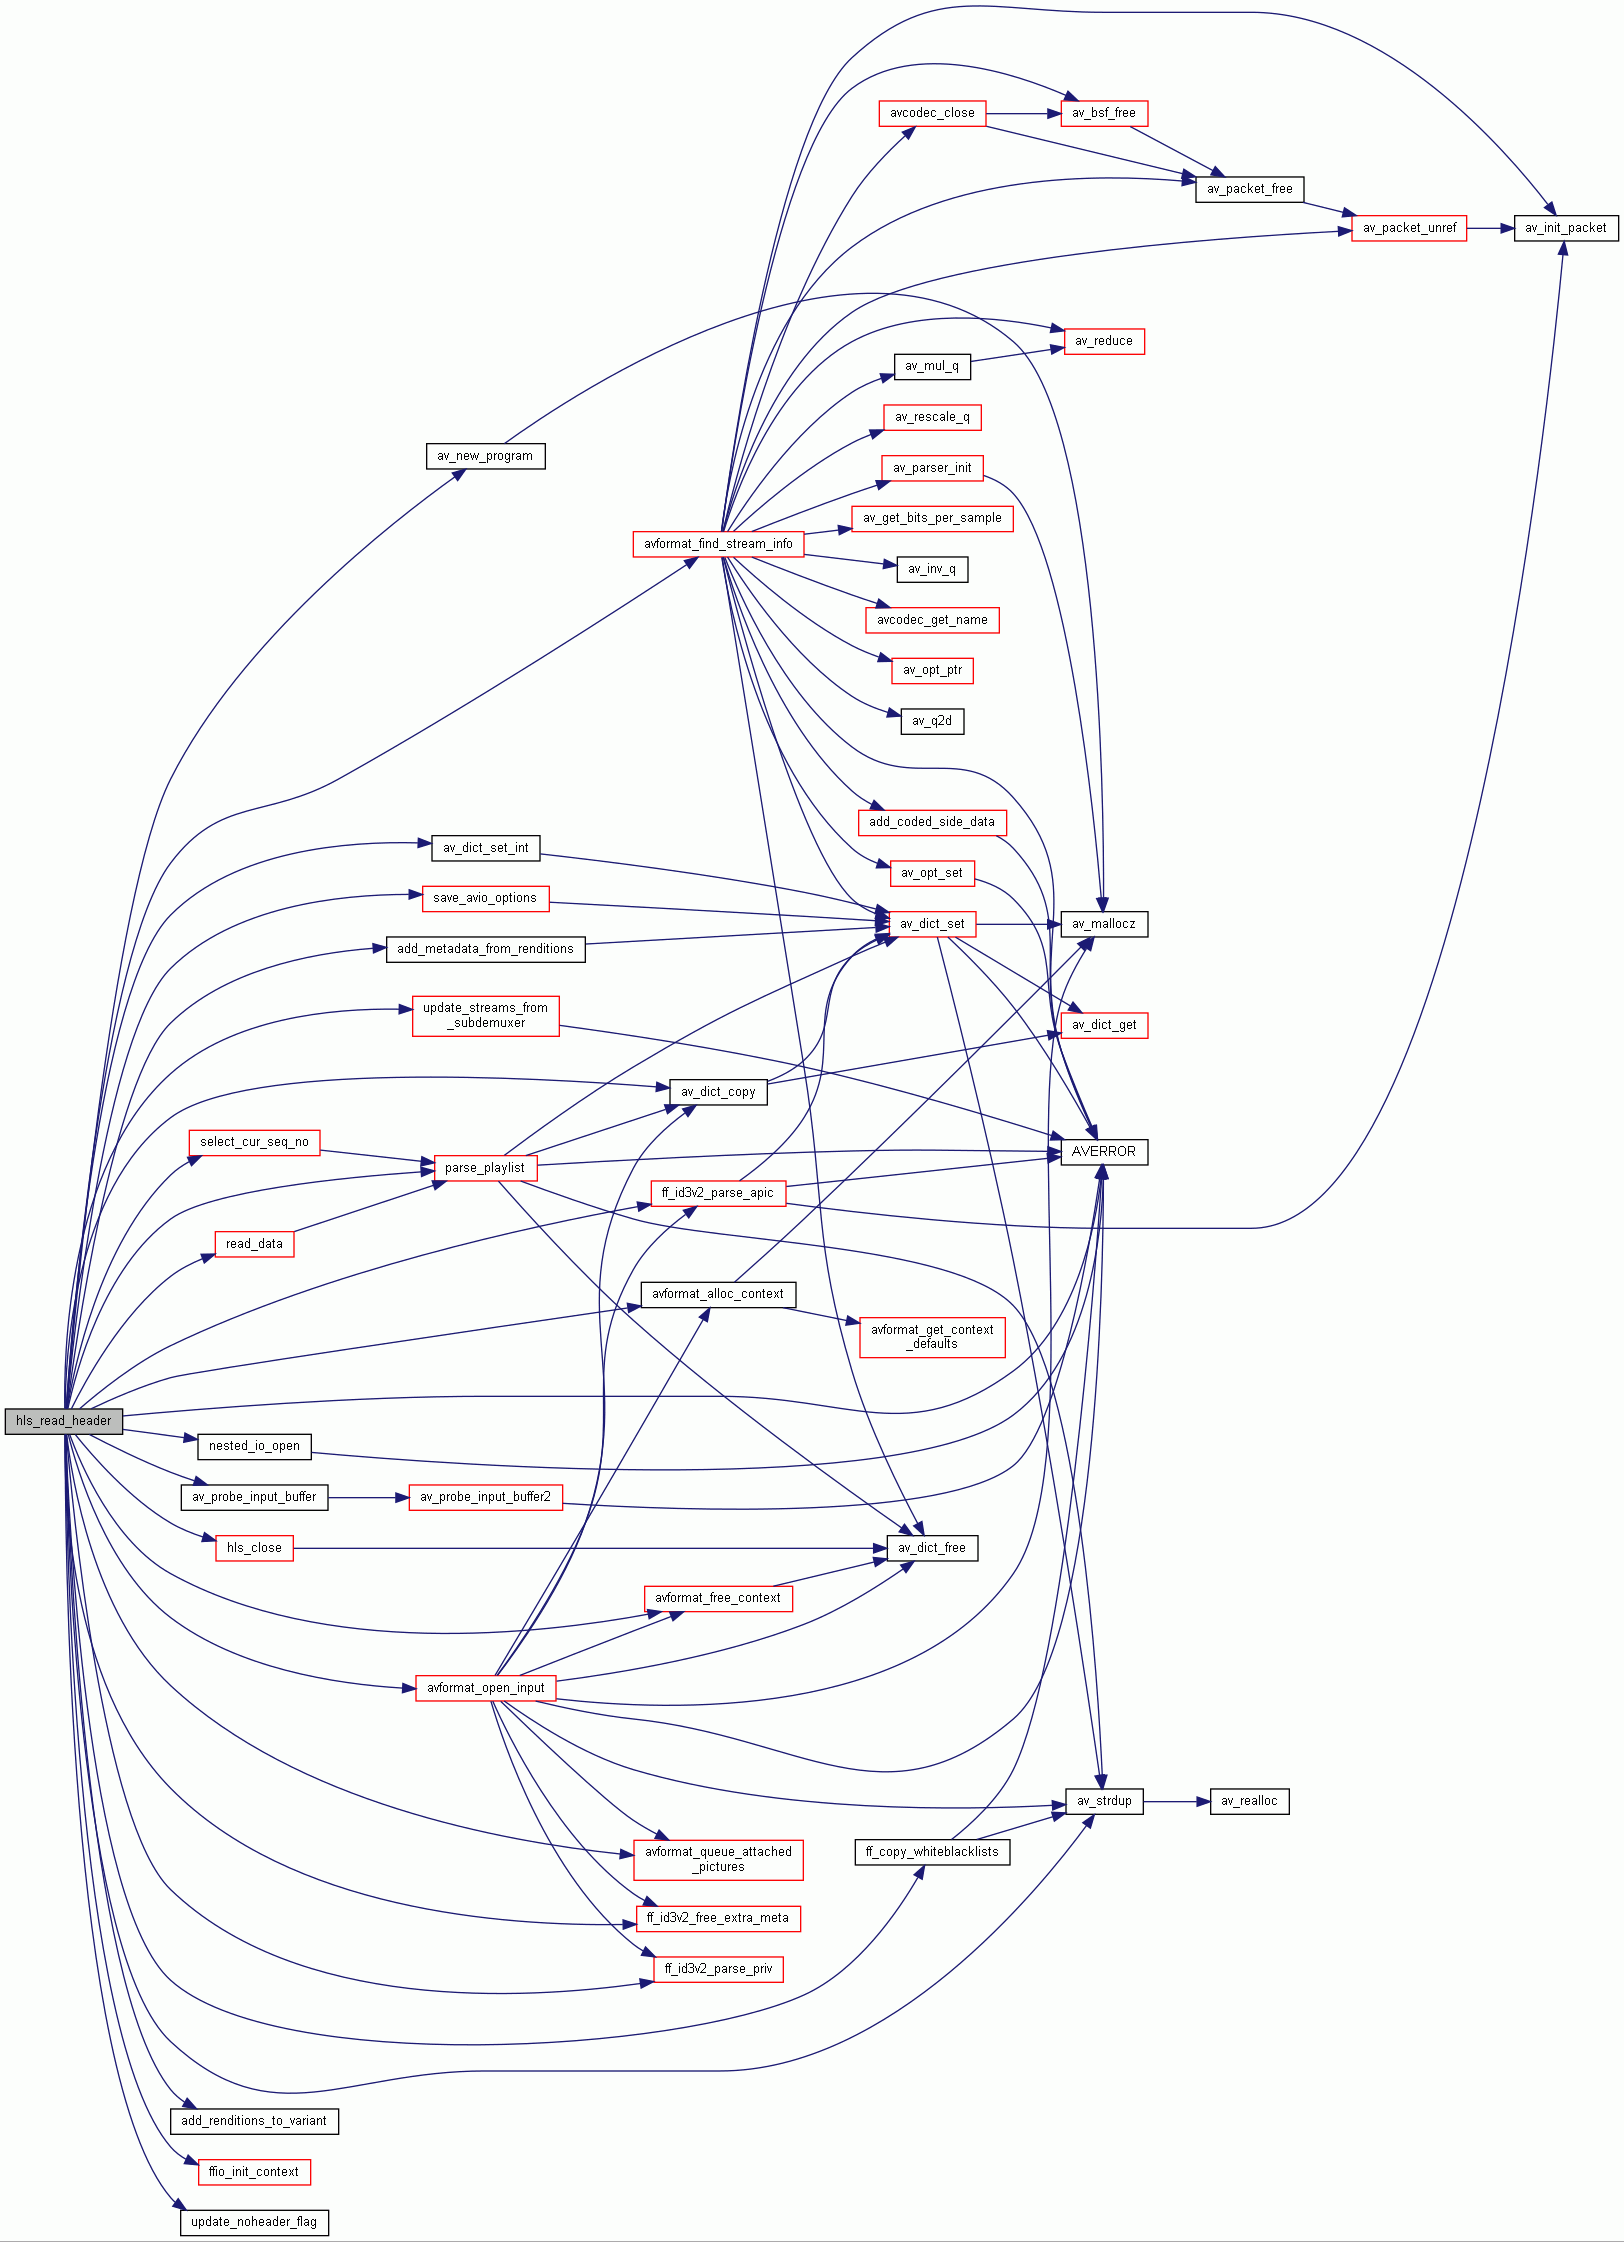 avcodec_close
av_bsf_free
av_packet_free
av_packet_unref
av_init_packet
av_reduce
av_mul_q
av_rescale_q
av_new_program
av_parser_init
av_get_bits_per_sample
avformat_find_stream_info
av_inv_q
avcodec_get_name
av_opt_ptr
av_q2d
add_coded_side_data
av_dict_set_int
av_opt_set
save_avio_options
av_dict_set
av_mallocz
add_metadata_from_renditions
update_streams_from
_subdemuxer
av_dict_get
av_dict_copy
select_cur_seq_no
AVERROR
parse_playlist
ff_id3v2_parse_apic
read_data
avformat_alloc_context
avformat_get_context
_defaults
hls_read_header
nested_io_open
av_probe_input_buffer
av_probe_input_buffer2
hls_close
av_dict_free
avformat_free_context
avformat_open_input
av_strdup
av_realloc
avformat_queue_attached
_pictures
ff_copy_whiteblacklists
ff_id3v2_free_extra_meta
ff_id3v2_parse_priv
add_renditions_to_variant
ffio_init_context
update_noheader_flag